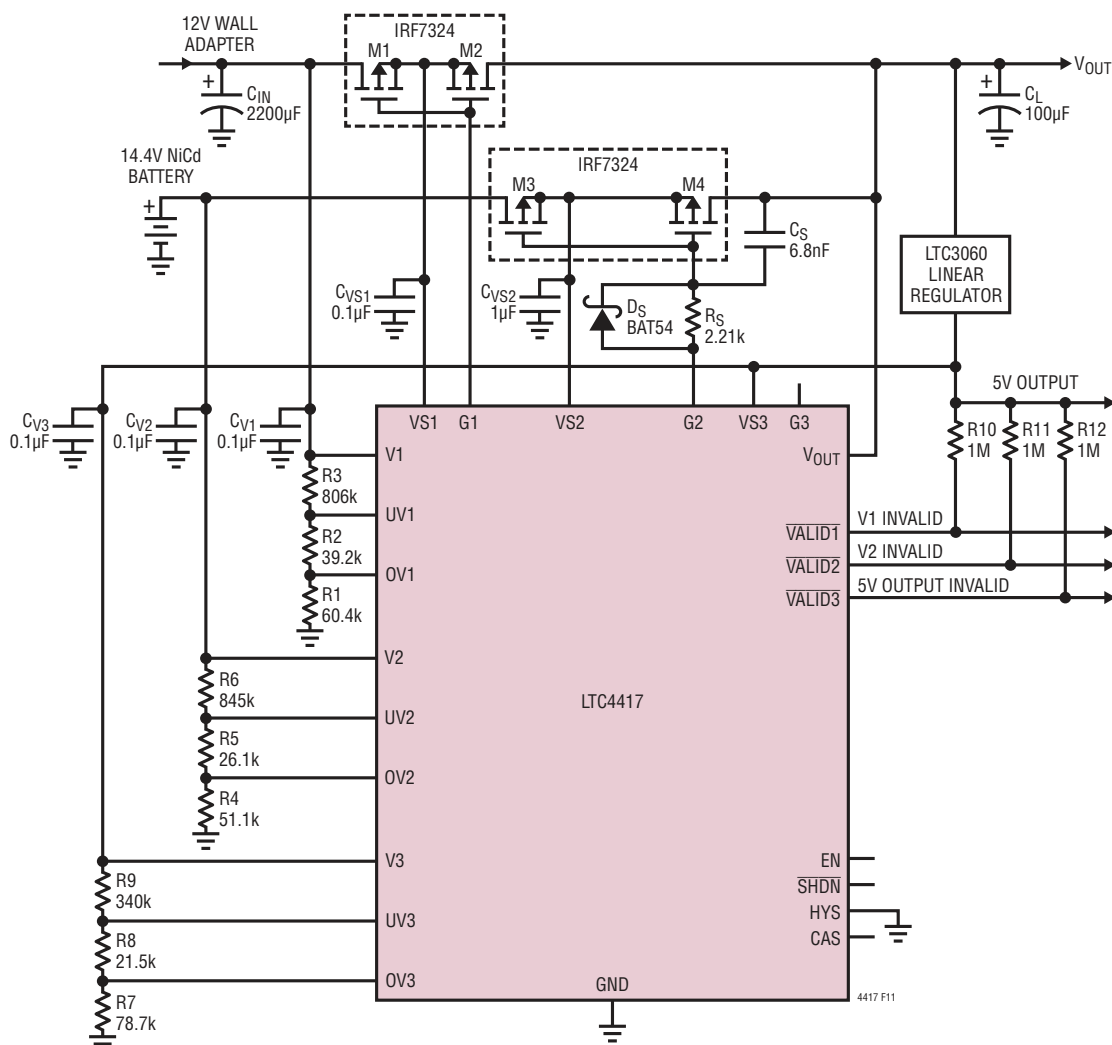 12V WALL
ADAPTER
IRF7324
M1
M2
VOUT
+
CIN
2200µF
+
CL
100µF
14.4V NiCd
BATTERY
+
IRF7324
M3
M4
CS
6.8nF
LTC3060
LINEAR
REGULATOR
CVS1
0.1µF
CVS2
1µF
DS
BAT54
RS
2.21k
5V OUTPUT
CV3
0.1µF
CV2
0.1µF
CV1
0.1µF
VS1
G1
VS2
G2
VS3
G3
R10
1M
R11
1M
R12
1M
V1
VOUT
R3
806k
UV1
R2
39.2k
VALID1
V1 INVALID
OV1
VALID2
V2 INVALID
R1
60.4k
VALID3
5V OUTPUT INVALID
V2
R6
845k
LTC4417
UV2
R5
26.1k
OV2
R4
51.1k
V3
EN
R9
340k
SHDN
UV3
HYS
R8
21.5k
CAS
OV3
GND
R7
78.7k
4417 F11